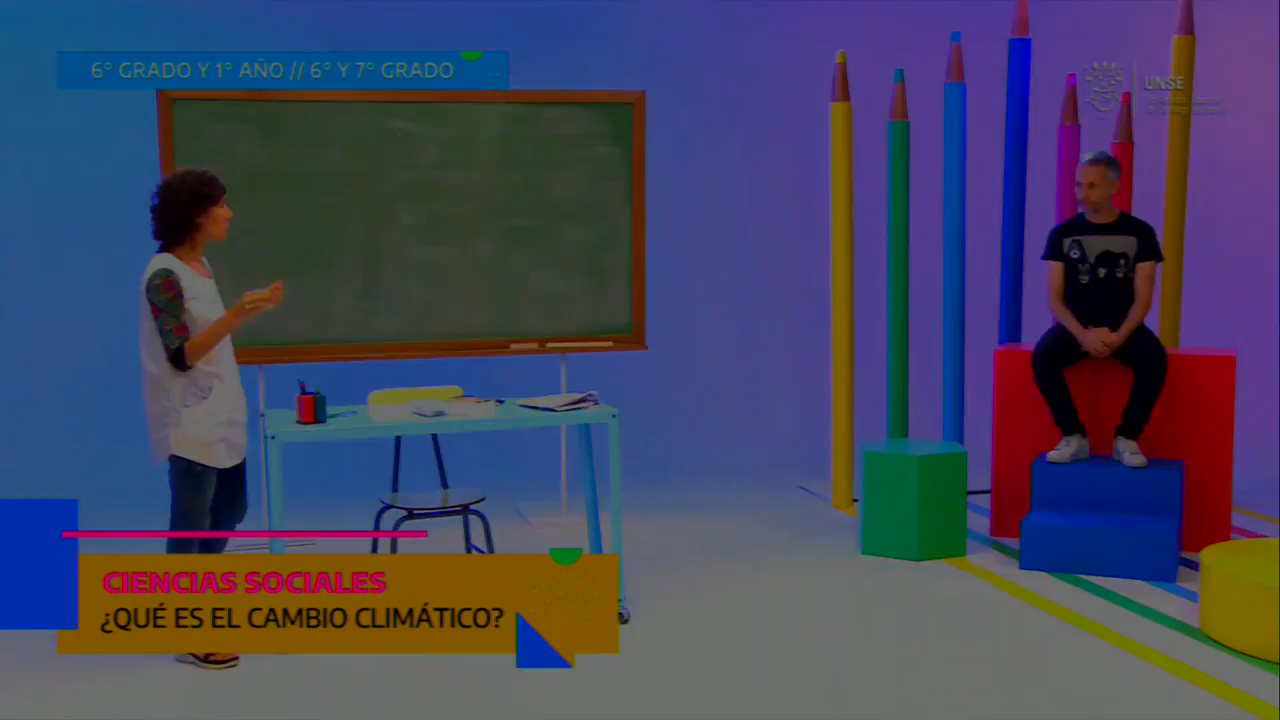 6° GRADO Y 1° AÑO // 6° Y 7° GRADO
UNSE
CIENCIAS SOCIALES
¿QUÉ ES EL CAMBIO CLIMÁTICO?